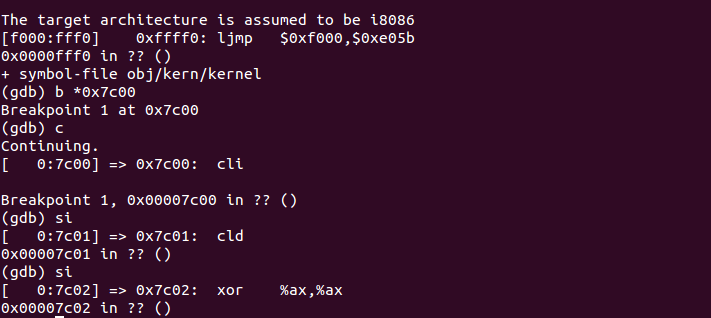 The target architecture is assumed to be i8086
[f000:fff0]    0xffff0: ljmp   $0xf000,$0xe05b
0x0000fff0 in ?? ()
+ symbol-file obj/kern/kernel
(gdb) b *0x7c00
Breakpoint 1 at 0x7c00
(gdb) c
Continuing.
[   0:7c00] => 0x7c00:  cli
Breakpoint 1, 0x00007c00 in ?? ()
(gdb) si
[   0:7c01] => 0x7c01:  cld
0x00007c01 in ?? ()
(gdb) si
[   0:7c02] => 0x7c02:  xor    %ax,%ax
0x00007c02 in ?? ()